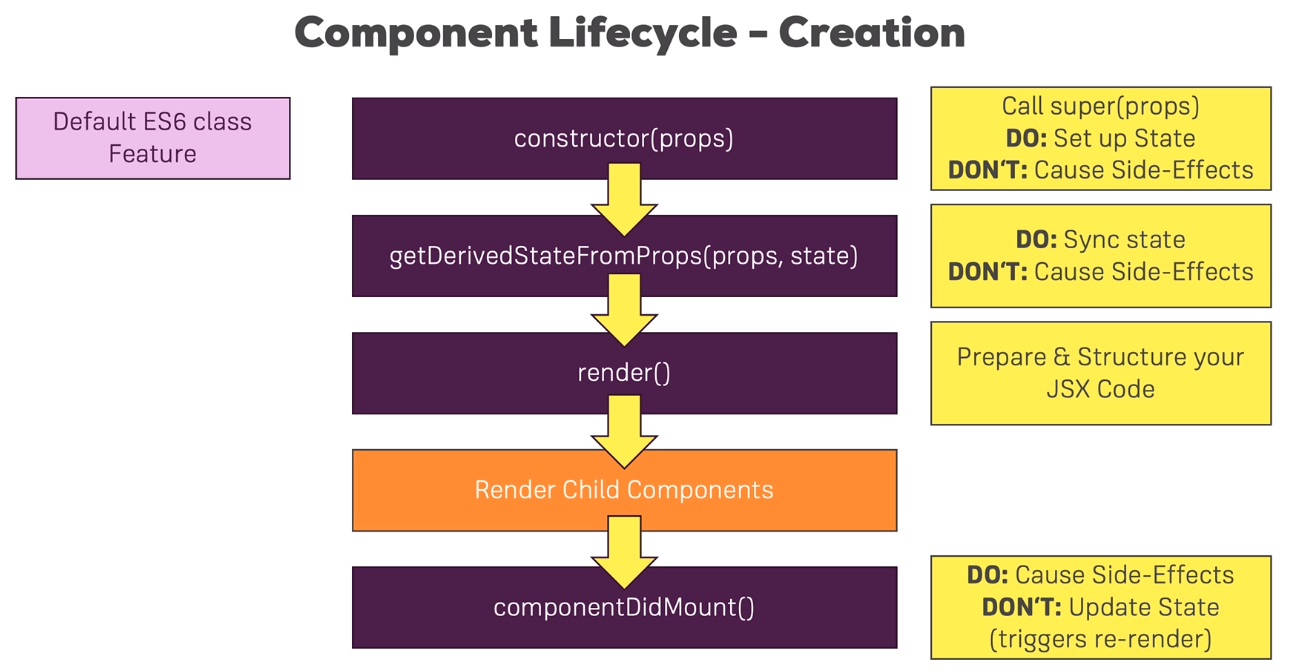 Component Lifecycle - Creation
Default ES6 class
Feature
constructor(props)
Call super(props)
DO: Set up State
DON‘T: Cause Side-Effects
getDerivedStateFromProps(props, state)
DO: Sync state
DON‘T: Cause Side-Effects
render()
Prepare & Structure your
JSX Code
Render Child Components
componentDidMount()
DO: Cause Side-Effects
DON‘T: Update State
(triggers re-render)